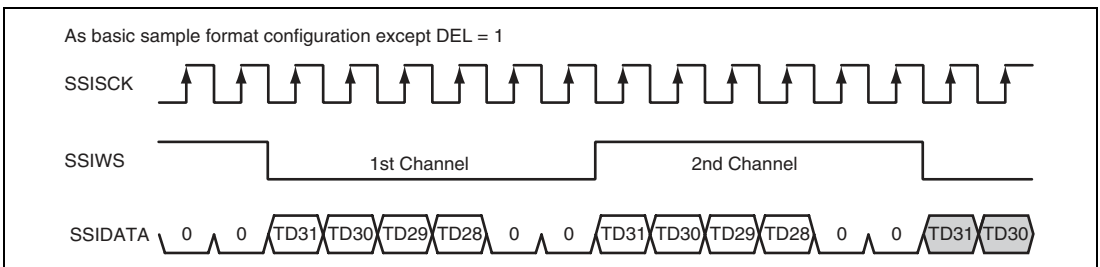 As basic sample format configuration except DEL = 1
SSISCK
SSIWS 1st Channel 2nd Channel
SSIDATA 0 0 TD31 TD30 TD29 TD28 0 0 TD31 TD30 TD29 TD28 0 0 TD31 TD30